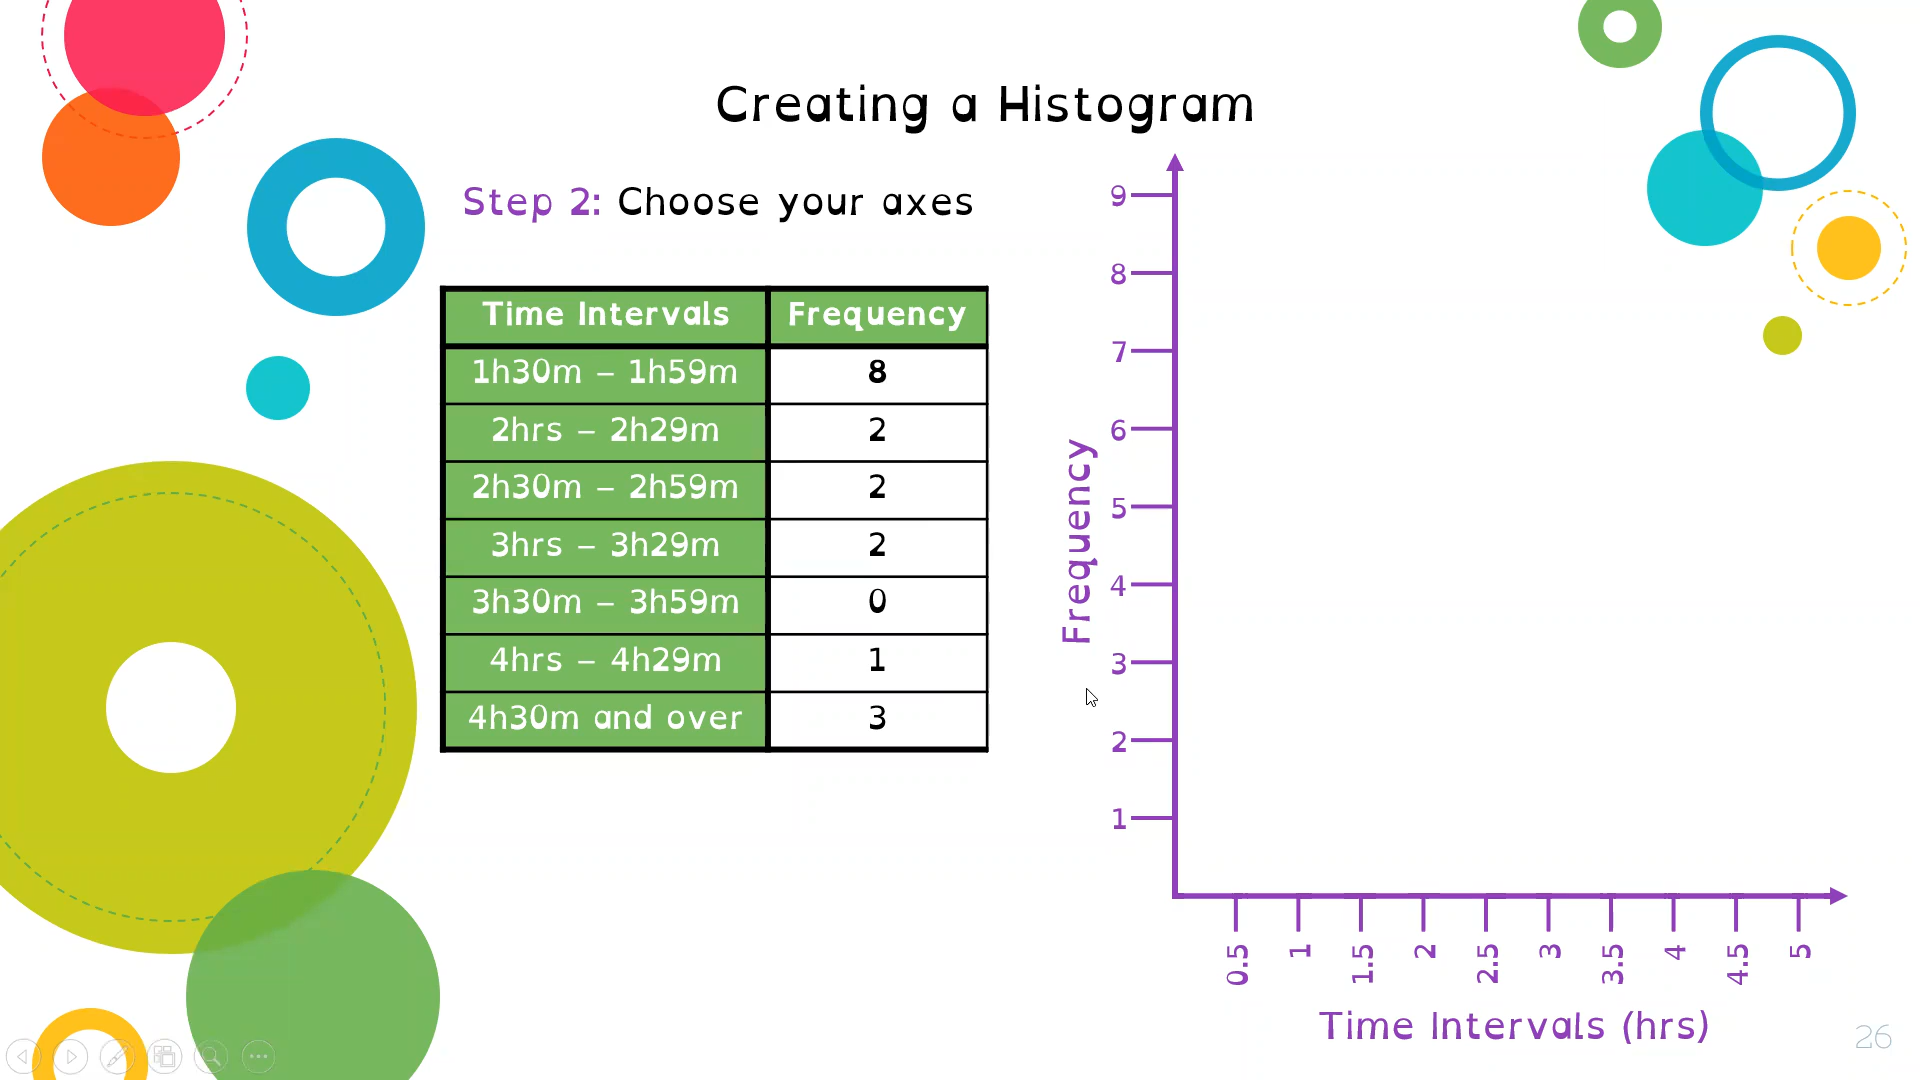 Creating a Histogram
Step 2: Choose your axes
Time Intervals Frequency
1h30m – 1h59m 8
2hrs – 2h29m 2
2h30m – 2h59m 2
3hrs – 3h29m 2
3h30m – 3h59m 0
4hrs – 4h29m 1
4h30m and over 3
Frequency
9
8
7
6
5
4
3
2
1
0.5 1 1.5 2 2.5 3 3.5 4 4.5 5
Time Intervals (hrs)
26